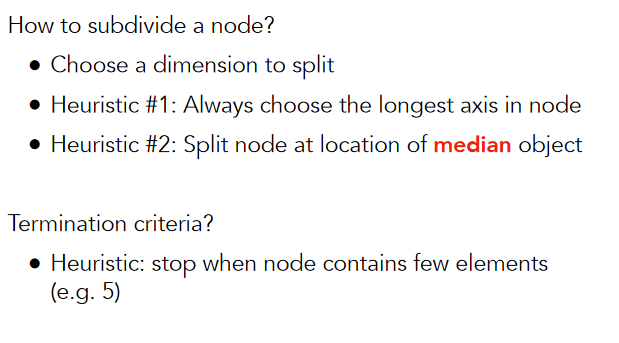 How to subdivide a node?
• Choose a dimension to split
• Heuristic #1: Always choose the longest axis in node
• Heuristic #2: Split node at location of median object
Termination criteria?
• Heuristic: stop when node contains few elements
(e.g. 5)